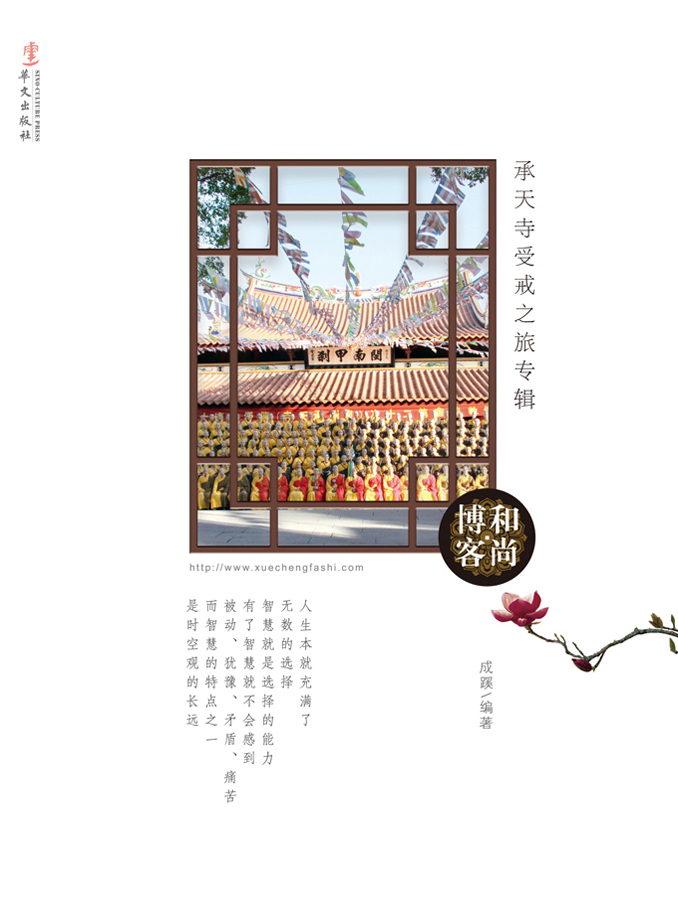 華文出版社
SINO-CULTURE PRESS
承天寺受戒之旅专辑
閩南甲刹
和尚
博客
http://www.xuechengfashi.com
人生本就充满了
无数的选择
智慧就是选择的能力
有了智慧就不会感到
被动、犹豫、矛盾、痛苦
而智慧的特点之一
是时空观的长远
成蹊\编著